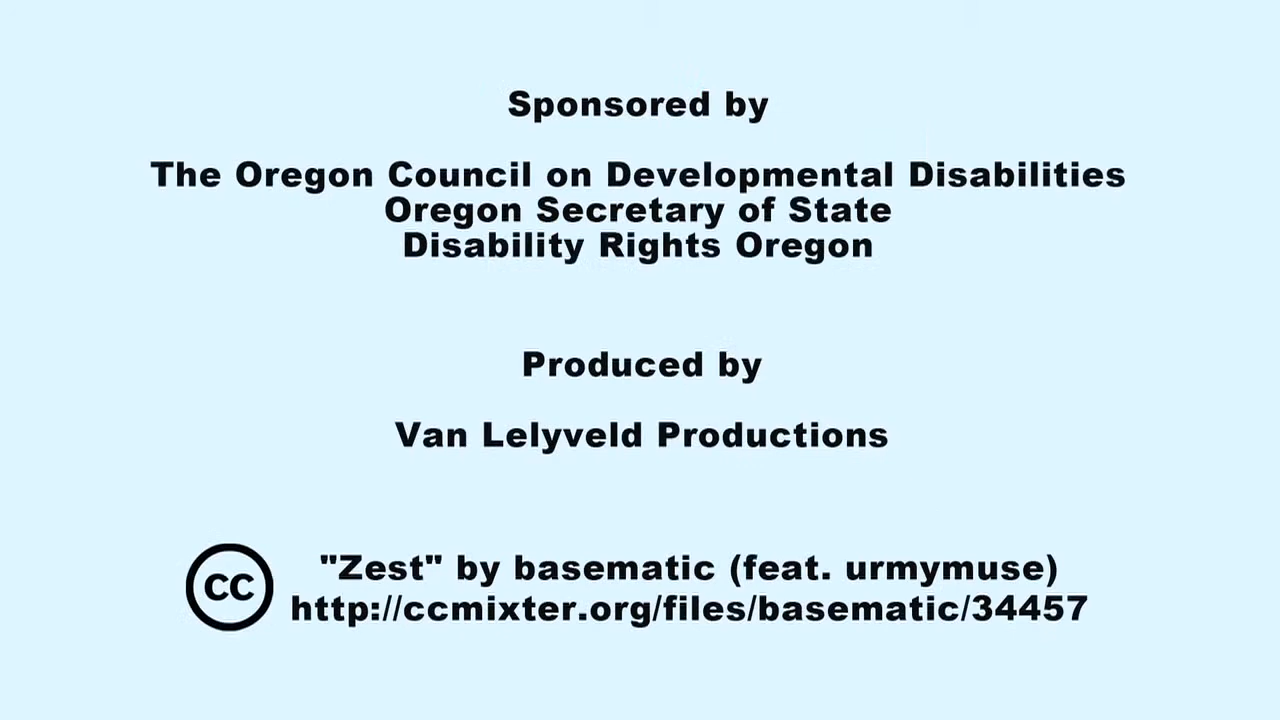 Sponsored by
The Oregon Council on Developmental Disabilities
Oregon Secretary of State
Disability Rights Oregon
Produced by
Van Lelyveld Productions
cc
"Zest" by basematic (feat. urmymuse)
http://ccmixter.org/files/basematic/34457